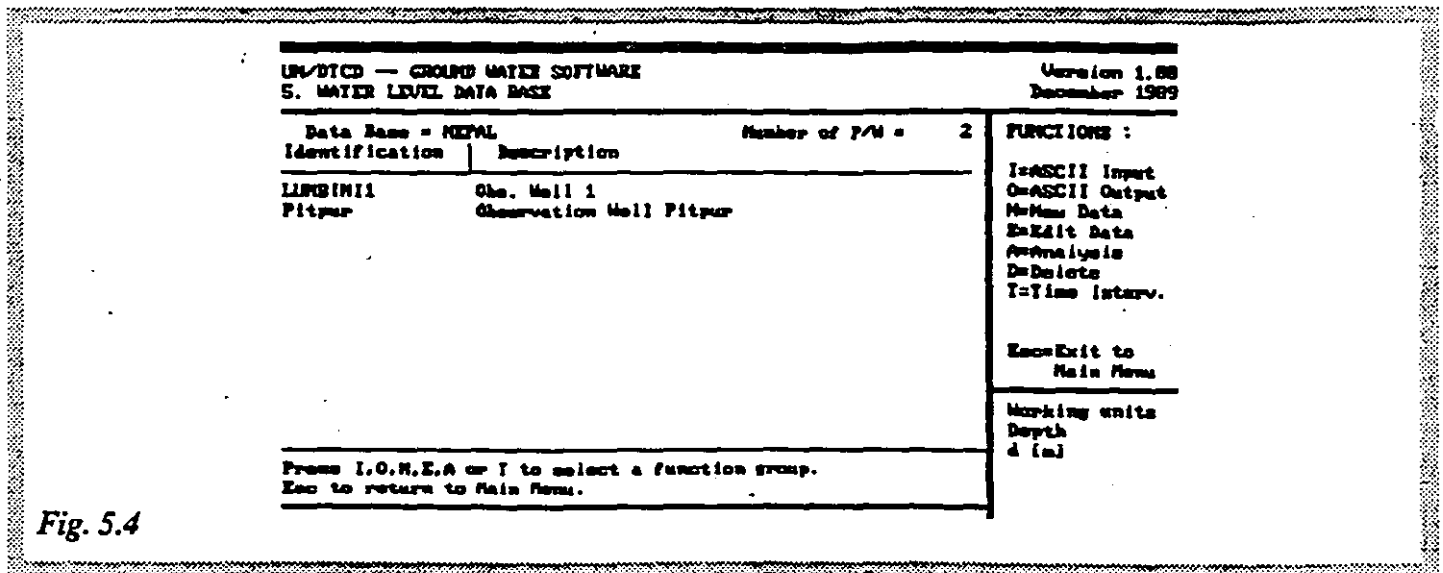 UN/DTCD — GROUND WATER SOFTWARE
Version 1.00
5. WATER LEVEL DATA BASE
December 1989
Data Base = NEPAL
Number of P/W = 2
Identification | Description
LUMBINI1 Obs. Well 1
Pitpur Observation Well Pitpur
FUNCTIONS :
I=ASCII Input
O=ASCII Output
N=New Data
E=Edit Data
A=Analysis
D=Delete
T=Time Interv.
Esc=Exit to
Main Menu
Working units
Depth
d [m]
Press I,O,N,E,A or T to select a function group.
Esc to return to Main Menu.
Fig. 5.4